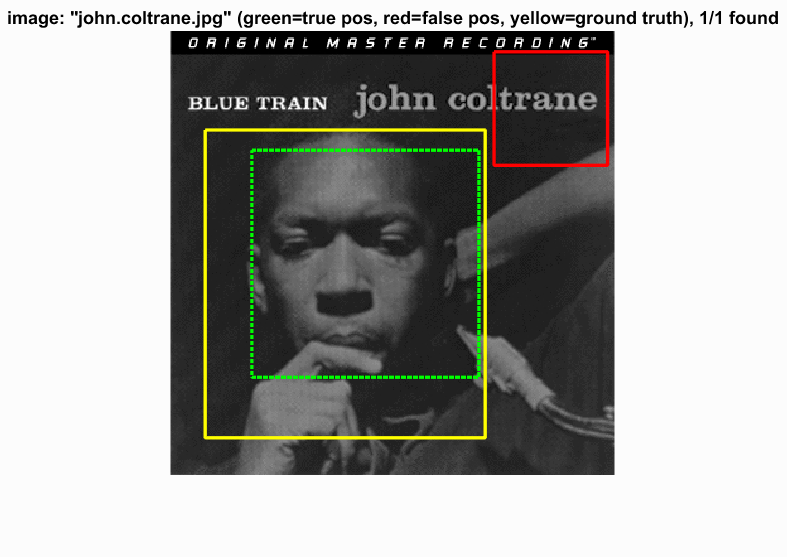 image: "john.coltrane.jpg" (green=true pos, red=false pos, yellow=ground truth), 1/1 found
ORIGINAL MASTER RECORDING™
BLUE TRAIN john coltrane